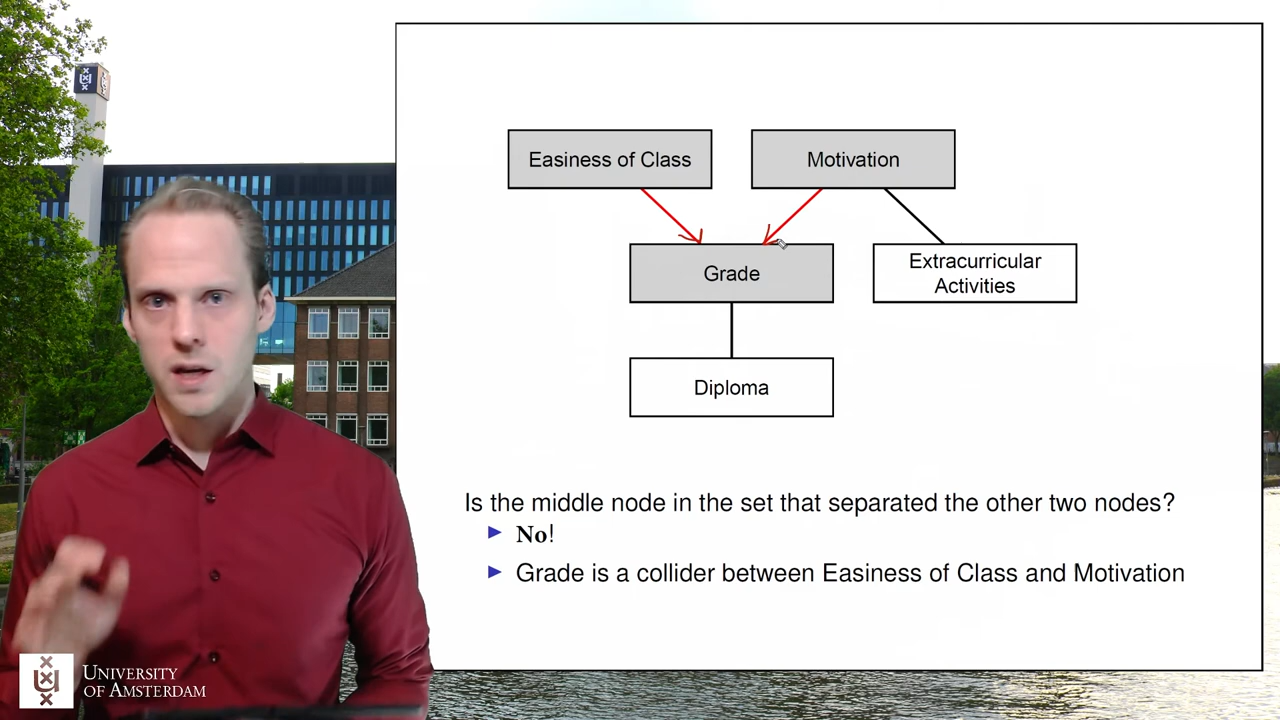 Easiness of Class
Motivation
Grade
Extracurricular
Activities
Diploma
Is the middle node in the set that separated the other two nodes?
No!
Grade is a collider between Easiness of Class and Motivation
UNIVERSITY
OF AMSTERDAM